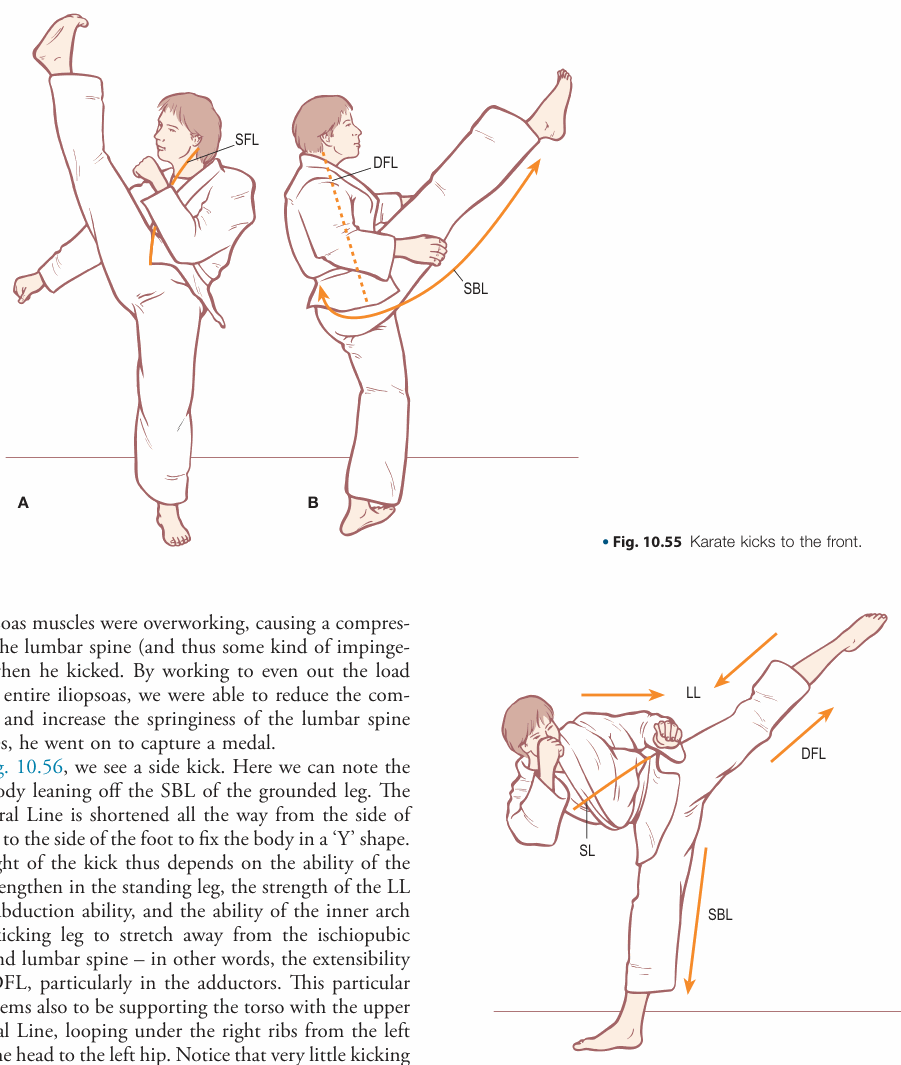 SFL
DFL
SBL
A
B
• Fig. 10.55 Karate kicks to the front.
oas muscles were overworking, causing a compres-
he lumbar spine (and thus some kind of impinge-
when he kicked. By working to even out the load
entire iliopsoas, we were able to reduce the com-
and increase the springiness of the lumbar spine
es, he went on to capture a medal.
g. 10.56, we see a side kick. Here we can note the
ody leaning off the SBL of the grounded leg. The
ral Line is shortened all the way from the side of
to the side of the foot to fix the body in a ‘Y’ shape.
ght of the kick thus depends on the ability of the
engthen in the standing leg, the strength of the LL
abduction ability, and the ability of the inner arch
kicking leg to stretch away from the ischiopubic
nd lumbar spine – in other words, the extensibility
DFL, particularly in the adductors. This particular
ems also to be supporting the torso with the upper
al Line, looping under the right ribs from the left
he head to the left hip. Notice that very little kicking
LL
DFL
SL
SBL